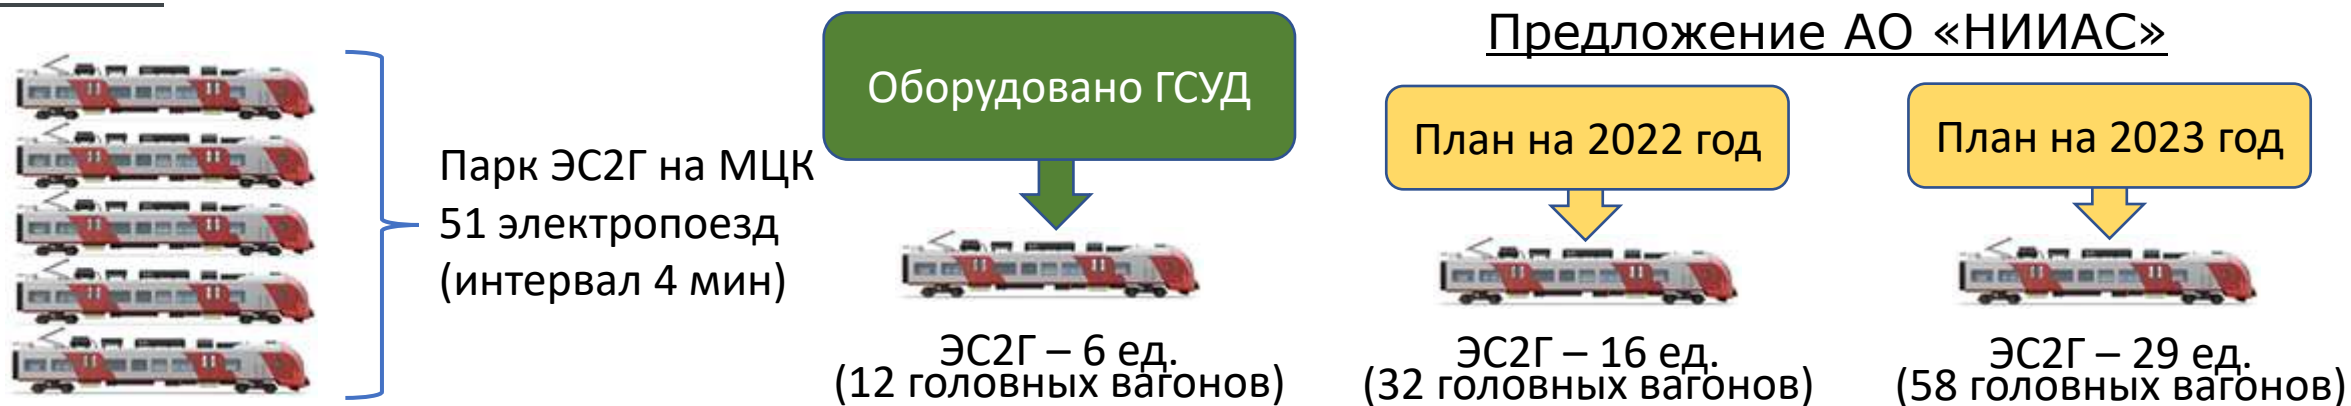 Предложение АО «НИИАС»
Парк ЭС2Г на МЦК
51 электропоезд
(интервал 4 мин)
Оборудовано ГСУД
ЭС2Г – 6 ед.
(12 головных вагонов)
План на 2022 год
ЭС2Г – 16 ед.
(32 головных вагонов)
План на 2023 год
ЭС2Г – 29 ед.
(58 головных вагонов)